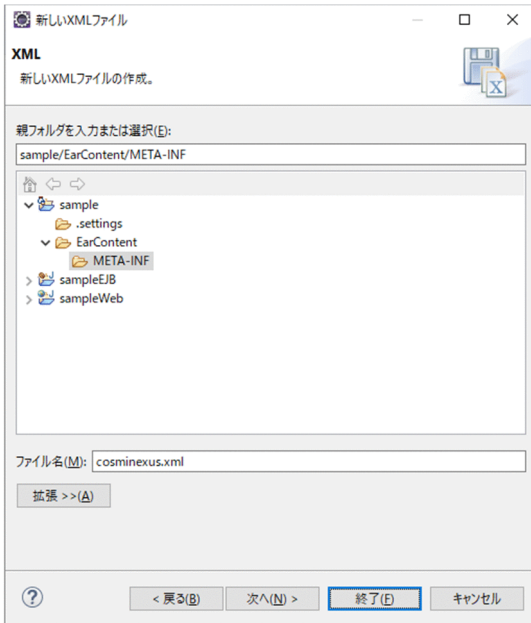 新しいXMLファイル
XML
新しいXMLファイルの作成。
親フォルダを入力または選択(E):
sample/EarContent/META-INF
sample
.settings
EarContent
META-INF
sampleEJB
sampleWeb
ファイル名(M): cosminexus.xml
拡張 >>(A)
< 戻る(B) 次へ(N) > 終了(F) キャンセル